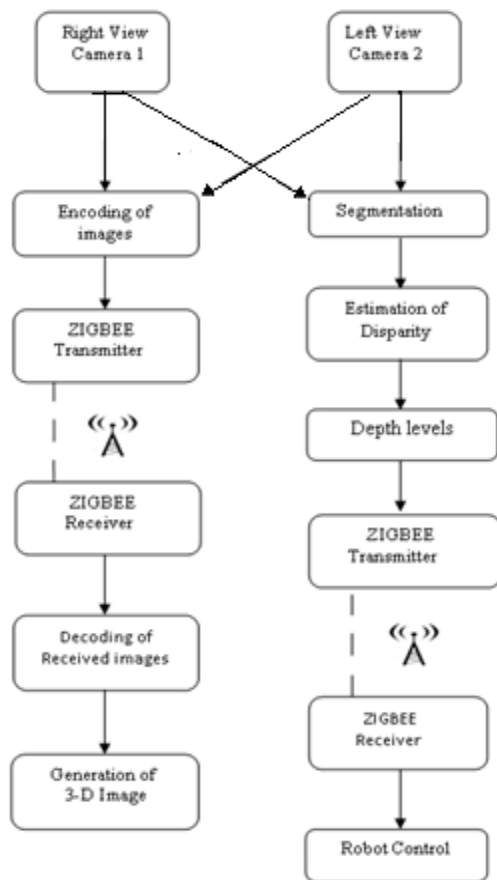 Right View
Camera 1
Left View
Camera 2
Encoding of
images
Segmentation
ZIGBEE
Transmitter
Estimation of
Disparity
Depth levels
ZIGBEE
Receiver
ZIGBEE
Transmitter
Decoding of
Received images
ZIGBEE
Receiver
Generation of
3-D Image
Robot Control